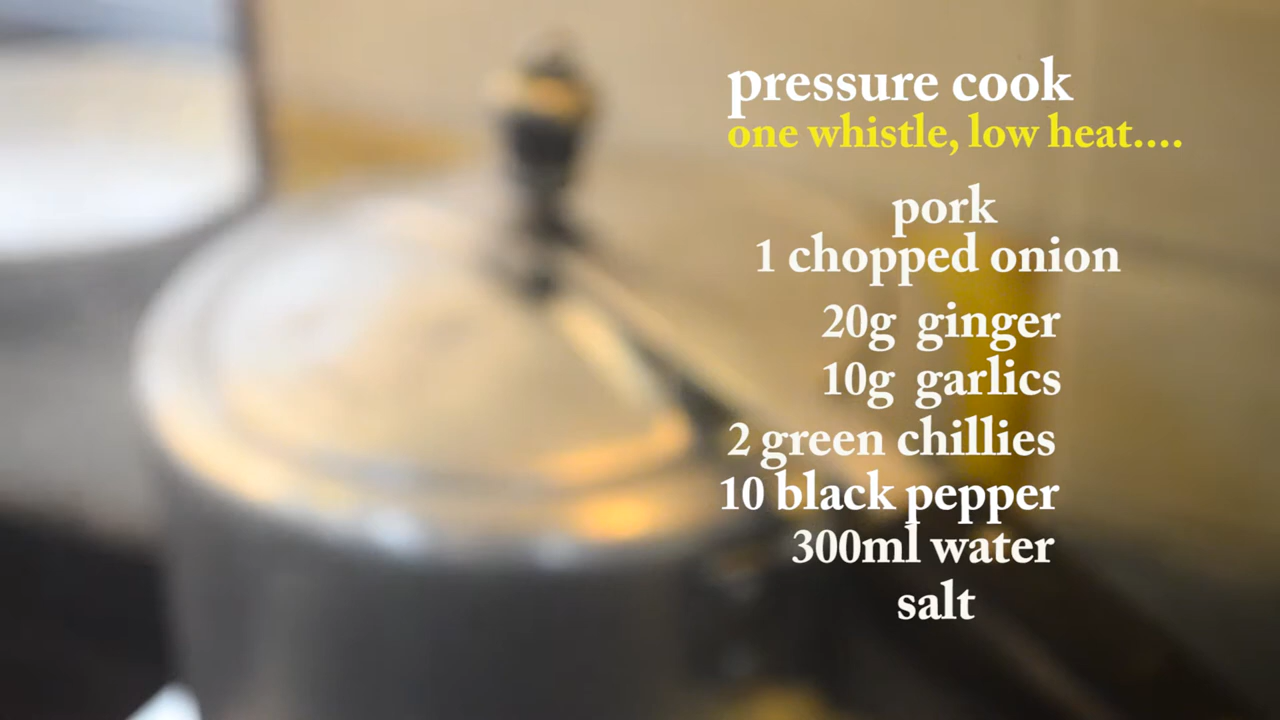 pressure cook
one whistle, low heat....
pork
1 chopped onion
20g ginger
10g garlics
2 green chillies
10 black pepper
300ml water
salt